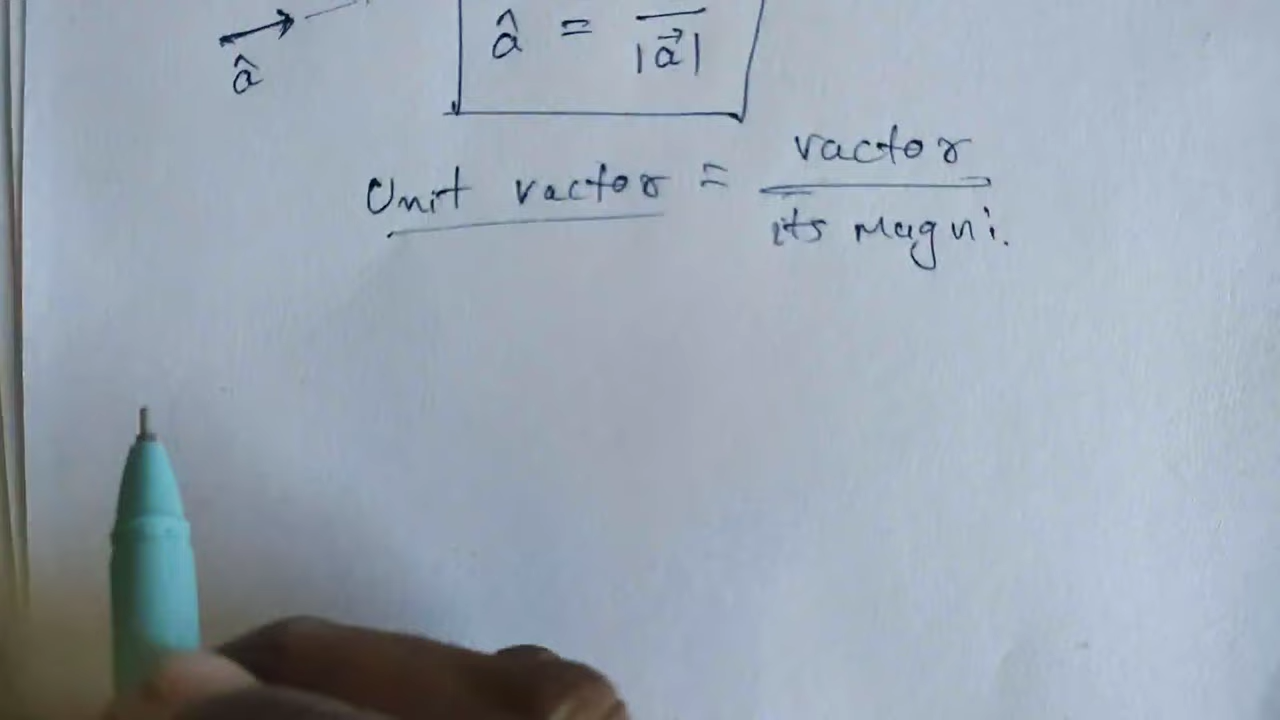 â = / |a⃗|
â
Unit vactor = vactor / its magni.